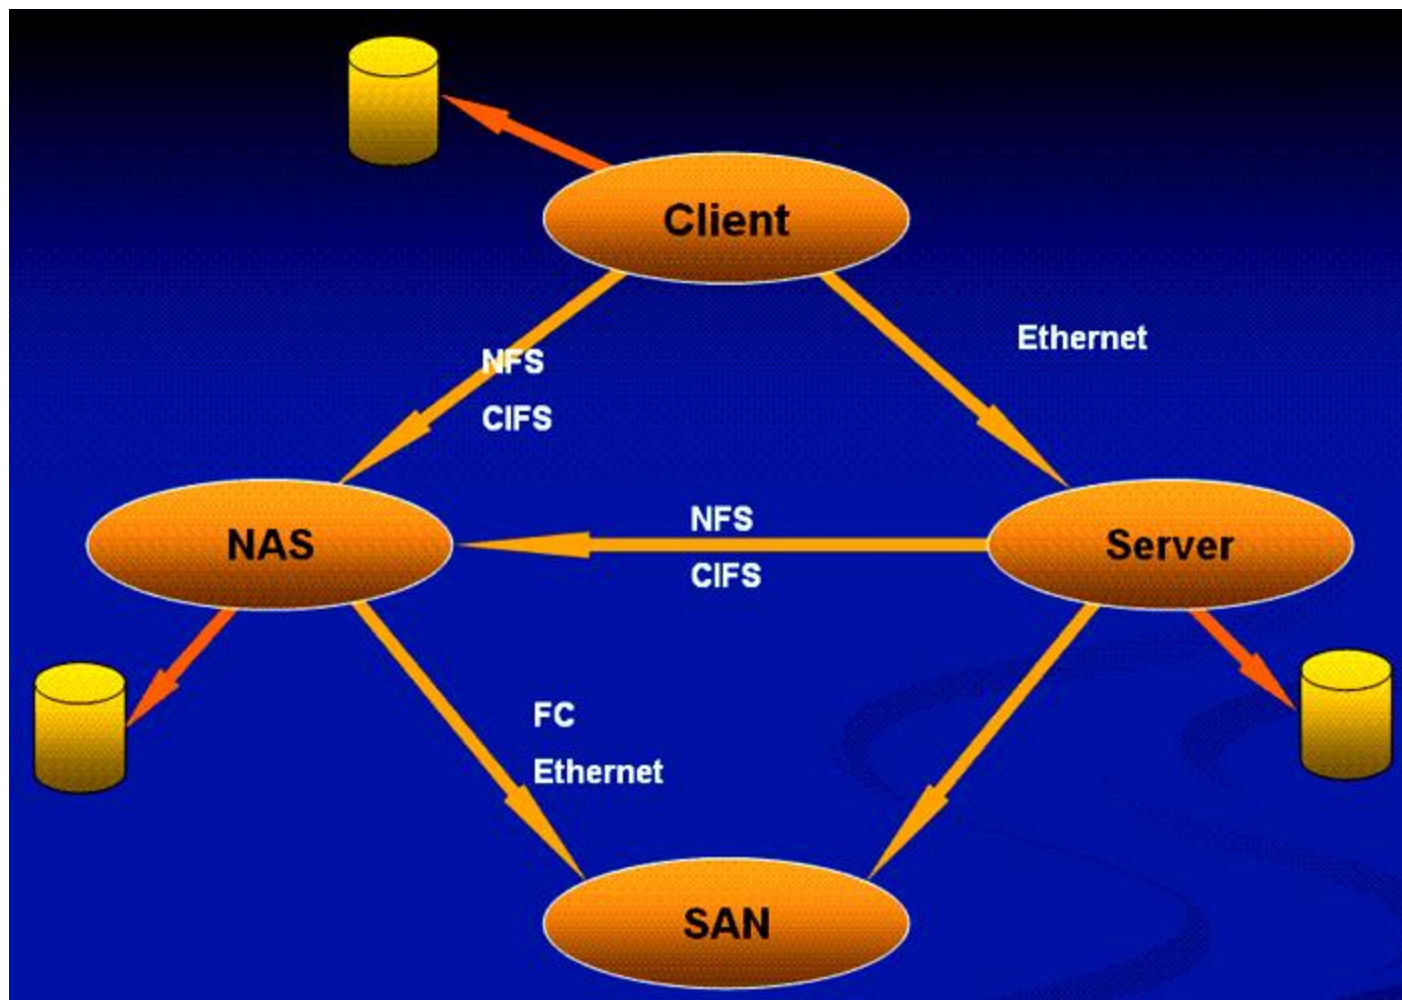 Client
Ethernet
NFS
CIFS
NAS
NFS
CIFS
Server
FC
Ethernet
SAN